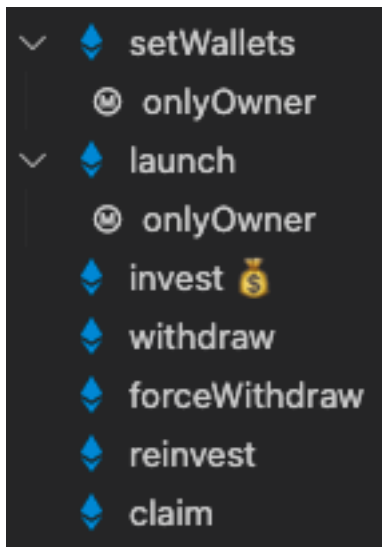 setWallets
onlyOwner
launch
onlyOwner
invest 💰
withdraw
forceWithdraw
reinvest
claim